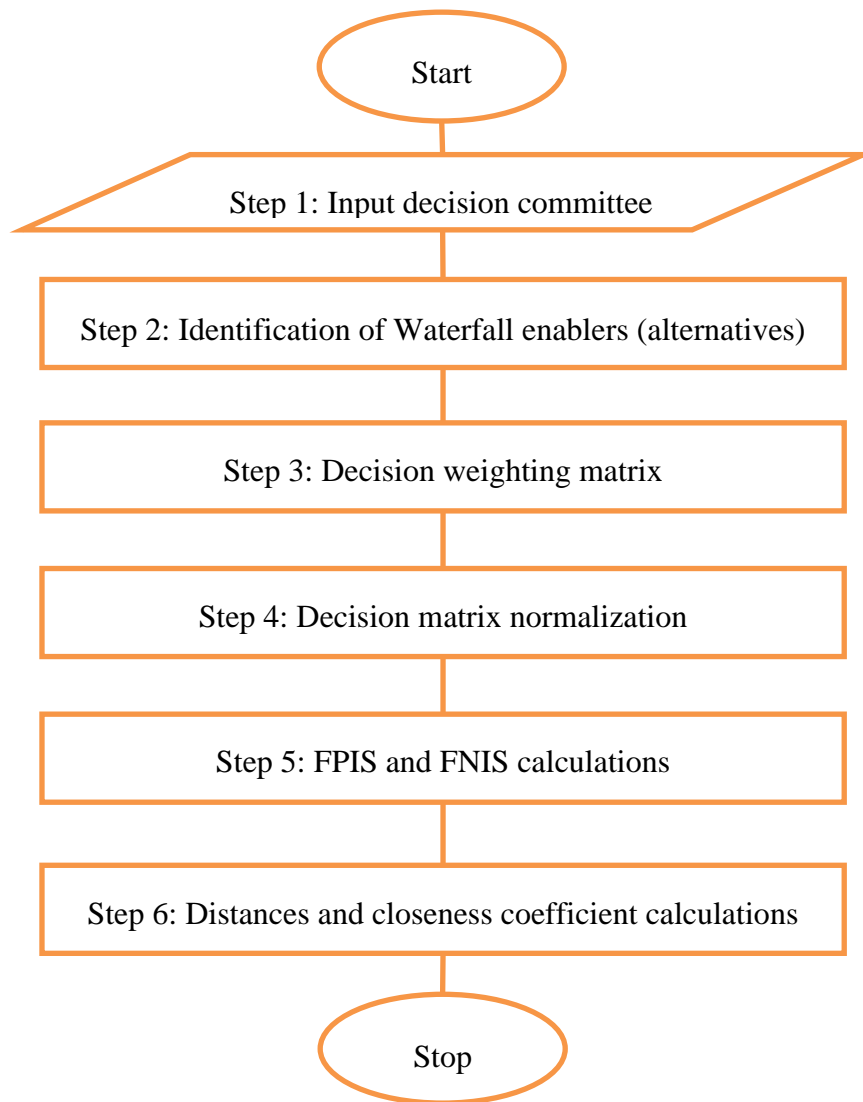 Start
Step 1: Input decision committee
Step 2: Identification of Waterfall enablers (alternatives)
Step 3: Decision weighting matrix
Step 4: Decision matrix normalization
Step 5: FPIS and FNIS calculations
Step 6: Distances and closeness coefficient calculations
Stop